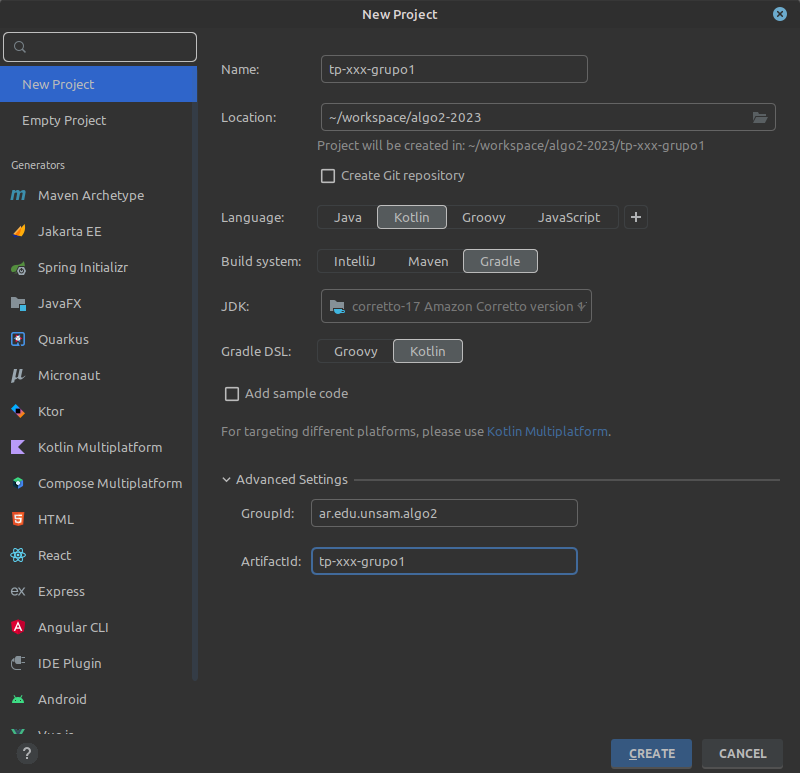 New Project
New Project
Empty Project
Generators
Maven Archetype
Jakarta EE
Spring Initializr
JavaFX
Quarkus
Micronaut
Ktor
Kotlin Multiplatform
Compose Multiplatform
HTML
React
ex Express
Angular CLI
IDE Plugin
Android
Vue.js
?
Name: tp-xxx-grupo1
Location: ~/workspace/algo2-2023
Project will be created in: ~/workspace/algo2-2023/tp-xxx-grupo1
Create Git repository
Language: Java Kotlin Groovy JavaScript +
Build system: IntelliJ Maven Gradle
JDK: corretto-17 Amazon Corretto version
Gradle DSL: Groovy Kotlin
Add sample code
For targeting different platforms, please use Kotlin Multiplatform.
Advanced Settings
GroupId: ar.edu.unsam.algo2
ArtifactId: tp-xxx-grupo1
CREATE CANCEL